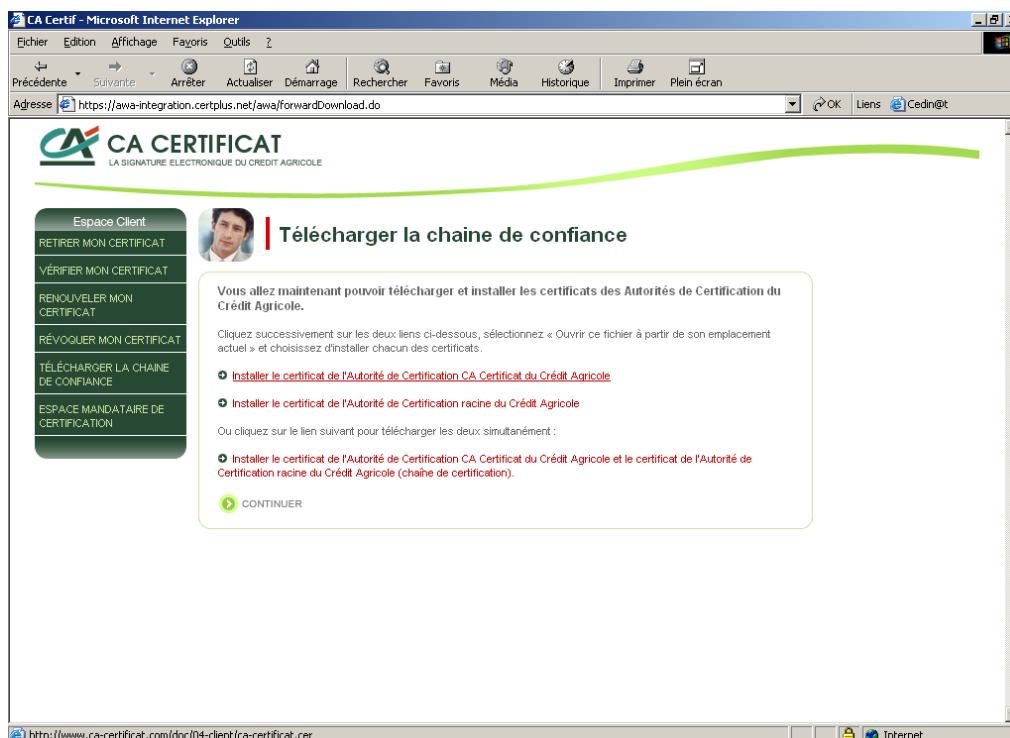 CA Certif - Microsoft Internet Explorer
Fichier Edition Affichage Favoris Outils ?
Précédente Suivante Arrêter Actualiser Démarrage Rechercher Favoris Média Historique Imprimer Plein écran
Adresse https://awa-integration.certplus.net/awa/forwardDownload.do OK Liens Cedin@t
CA CERTIFICAT
LA SIGNATURE ELECTRONIQUE DU CREDIT AGRICOLE
Espace Client
RETIRER MON CERTIFICAT
VÉRIFIER MON CERTIFICAT
RENOUVELER MON
CERTIFICAT
RÉVOQUER MON CERTIFICAT
TÉLÉCHARGER LA CHAINE
DE CONFIANCE
ESPACE MANDATAIRE DE
CERTIFICATION
Télécharger la chaine de confiance
Vous allez maintenant pouvoir télécharger et installer les certificats des Autorités de Certification du
Crédit Agricole.
Cliquez successivement sur les deux liens ci-dessous, sélectionnez « Ouvrir ce fichier à partir de son emplacement
actuel » et choisissez d'installer chacun des certificats.
Installer le certificat de l'Autorité de Certification CA Certificat du Crédit Agricole
Installer le certificat de l'Autorité de Certification racine du Crédit Agricole
Ou cliquez sur le lien suivant pour télécharger les deux simultanément :
Installer le certificat de l'Autorité de Certification CA Certificat du Crédit Agricole et le certificat de l'Autorité de
Certification racine du Crédit Agricole (chaîne de certification).
CONTINUER
http://www.ca-certificat.com/doc/04-client/ca-certificat.cer Internet